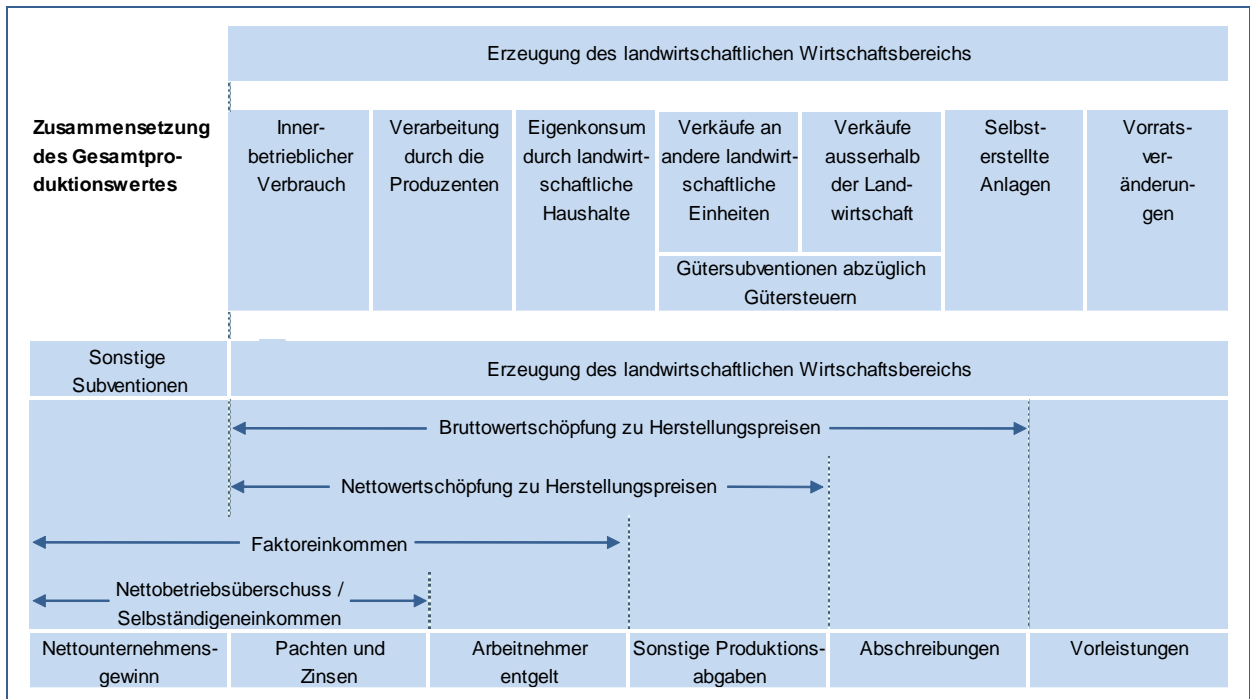 Erzeugung des landwirtschaftlichen Wirtschaftsbereichs
Zusammensetzung
des Gesamtpro-
duktionswertes
Inner-
betrieblicher
Verbrauch
Verarbeitung
durch die
Produzenten
Eigenkonsum
durch landwirt-
schaftliche
Haushalte
Verkäufe an
andere landwirt-
schaftliche
Einheiten
Verkäufe
ausserhalb
der Land-
wirtschaft
Selbst-
erstellte
Anlagen
Vorrats-
ver-
änderun-
gen
Gütersubventionen abzüglich
Gütersteuern
Sonstige
Subventionen
Erzeugung des landwirtschaftlichen Wirtschaftsbereichs
Bruttowertschöpfung zu Herstellungspreisen
Nettowertschöpfung zu Herstellungspreisen
Faktoreinkommen
Nettobetriebsüberschuss /
Selbständigeneinkommen
Nettounternehmens-
gewinn
Pachten und
Zinsen
Arbeitnehmer
entgelt
Sonstige Produktions-
abgaben
Abschreibungen
Vorleistungen